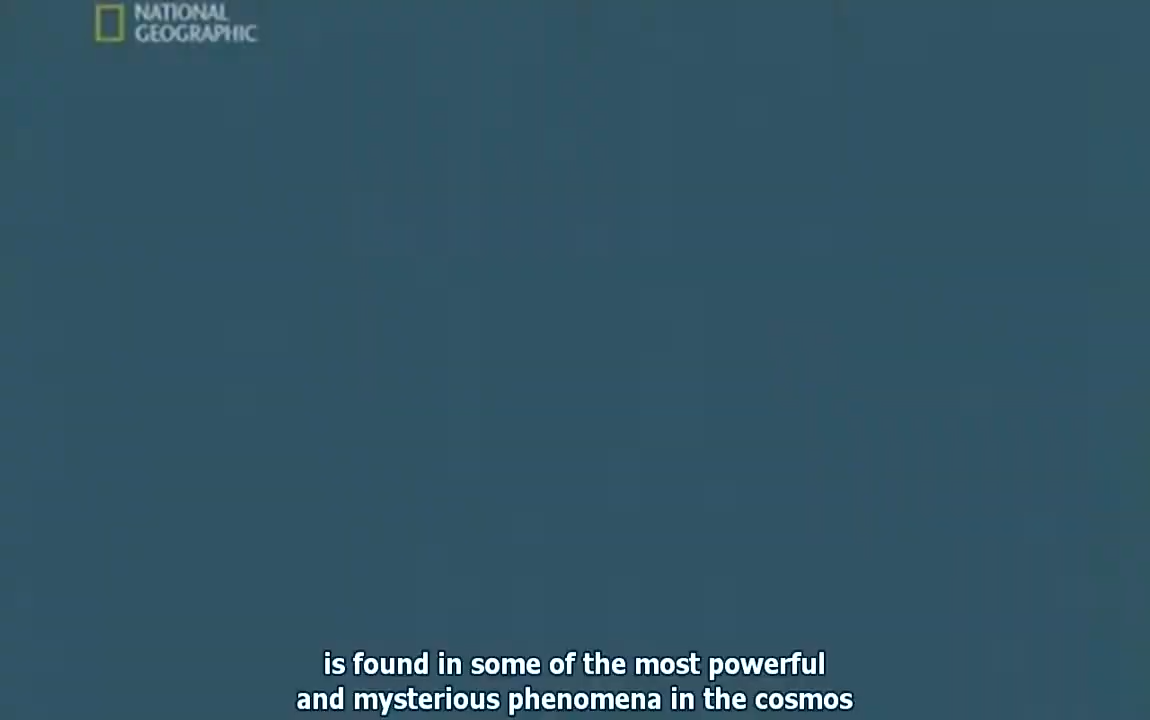 NATIONAL
GEOGRAPHIC
is found in some of the most powerful
and mysterious phenomena in the cosmos